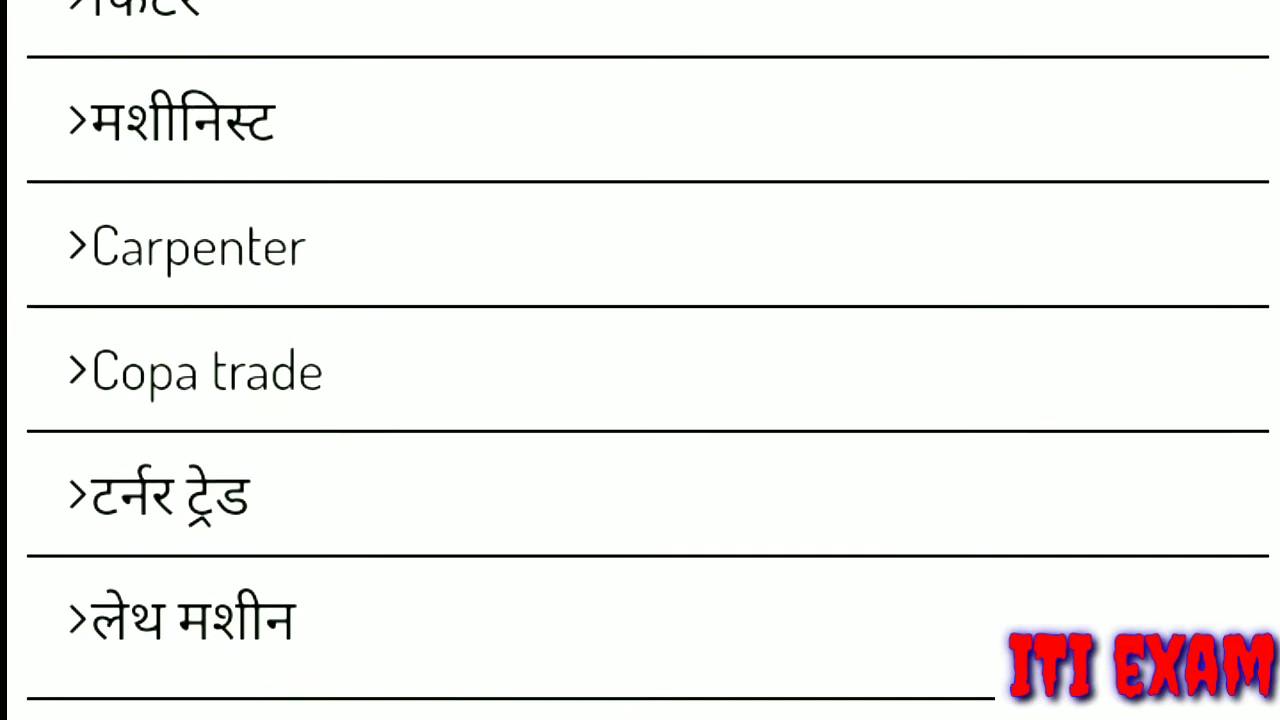 >मशीनिस्ट
>Carpenter
>Copa trade
>टर्नर ट्रेड
>लेथ मशीन
ITI EXAM